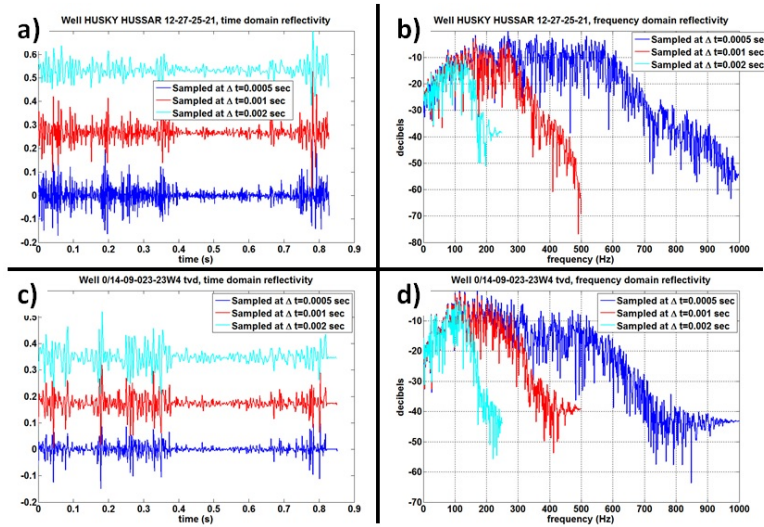 a)
Well HUSKY HUSSAR 12-27-25-21, time domain reflectivity
0.6
0.5
0.4
0.3
0.2
0.1
0
-0.1
-0.2
Sampled at Δ t=0.0005 sec
Sampled at Δ t=0.001 sec
Sampled at Δ t=0.002 sec
0 0.1 0.2 0.3 0.4 0.5 0.6 0.7 0.8 0.9
time (s)
b)
Well HUSKY HUSSAR 12-27-25-21, frequency domain reflectivity
Sampled at Δ t=0.0005 sec
Sampled at Δ t=0.001 sec
Sampled at Δ t=0.002 sec
0
-10
-20
-30
-40
-50
-60
-70
-80
decibels
0 100 200 300 400 500 600 700 800 900 1000
frequency (Hz)
c)
Well 0/14-09-023-23W4 tvd, time domain reflectivity
0.5
0.4
0.3
0.2
0.1
0
-0.1
-0.2
Sampled at Δ t=0.0005 sec
Sampled at Δ t=0.001 sec
Sampled at Δ t=0.002 sec
0 0.1 0.2 0.3 0.4 0.5 0.6 0.7 0.8 0.9
time (s)
d)
Well 0/14-09-023-23W4 tvd, frequency domain reflectivity
Sampled at Δ t=0.0005 sec
Sampled at Δ t=0.001 sec
Sampled at Δ t=0.002 sec
0
-10
-20
-30
-40
-50
-60
-70
decibels
0 100 200 300 400 500 600 700 800 900 1000
frequency (Hz)